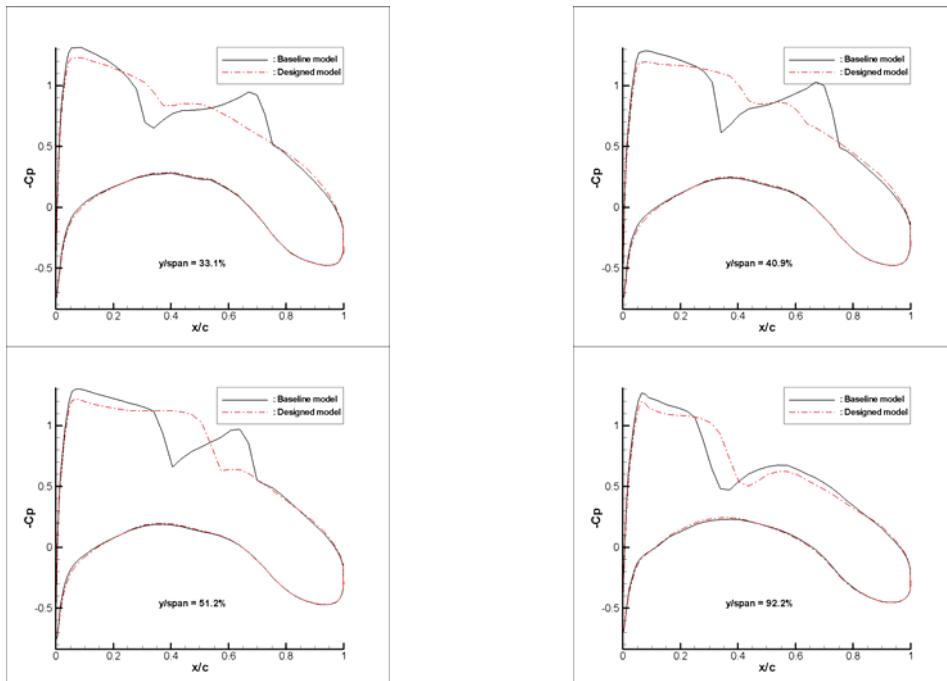 : Baseline model
: Designed model
1
0.5
0
-0.5
-Cp
y/span = 33.1%
0 0.2 0.4 0.6 0.8 1
x/c
: Baseline model
: Designed model
1
0.5
0
-0.5
-Cp
y/span = 40.9%
0 0.2 0.4 0.6 0.8 1
x/c
: Baseline model
: Designed model
1
0.5
0
-0.5
-Cp
y/span = 51.2%
0 0.2 0.4 0.6 0.8 1
x/c
: Baseline model
: Designed model
1
0.5
0
-0.5
-Cp
y/span = 92.2%
0 0.2 0.4 0.6 0.8 1
x/c